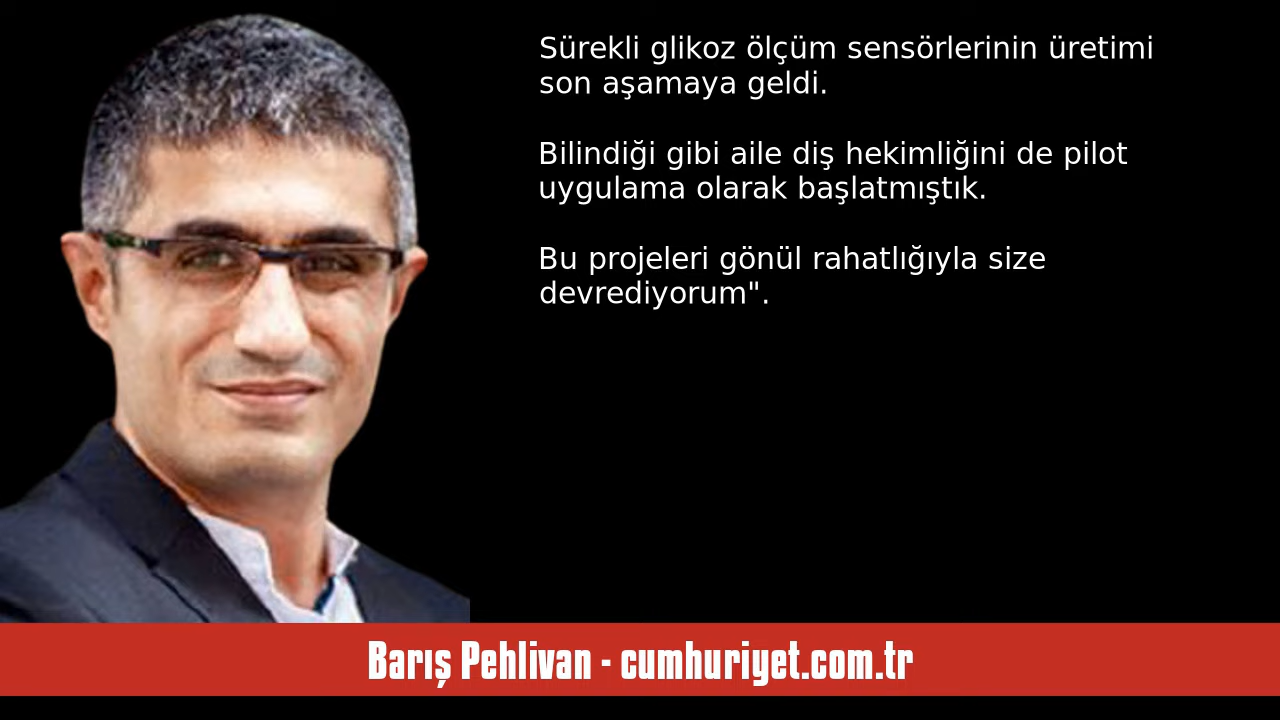 Sürekli glikoz ölçüm sensörlerinin üretimi
son aşamaya geldi.
Bilindiği gibi aile diş hekimliğini de pilot
uygulama olarak başlatmıştık.
Bu projeleri gönül rahatlığıyla size
devrediyorum".
Barış Pehlivan - cumhuriyet.com.tr